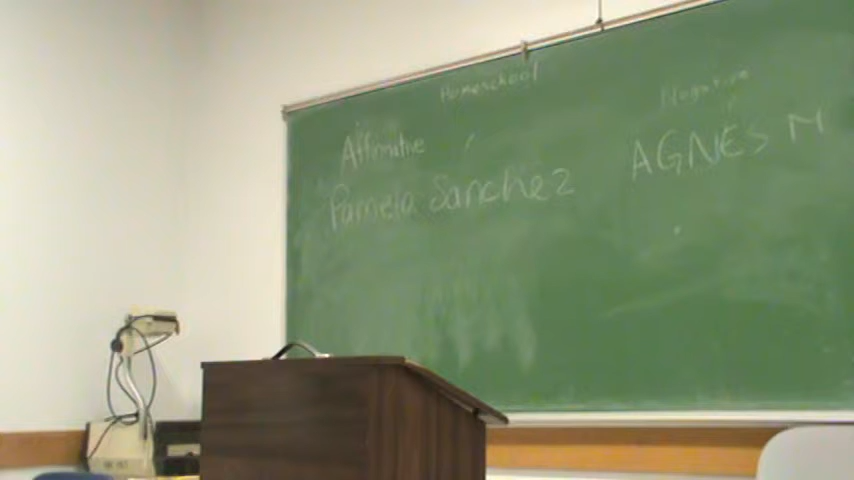 Homeschool
Affirmative
Negative
Pamela Sanchez
AGNES M